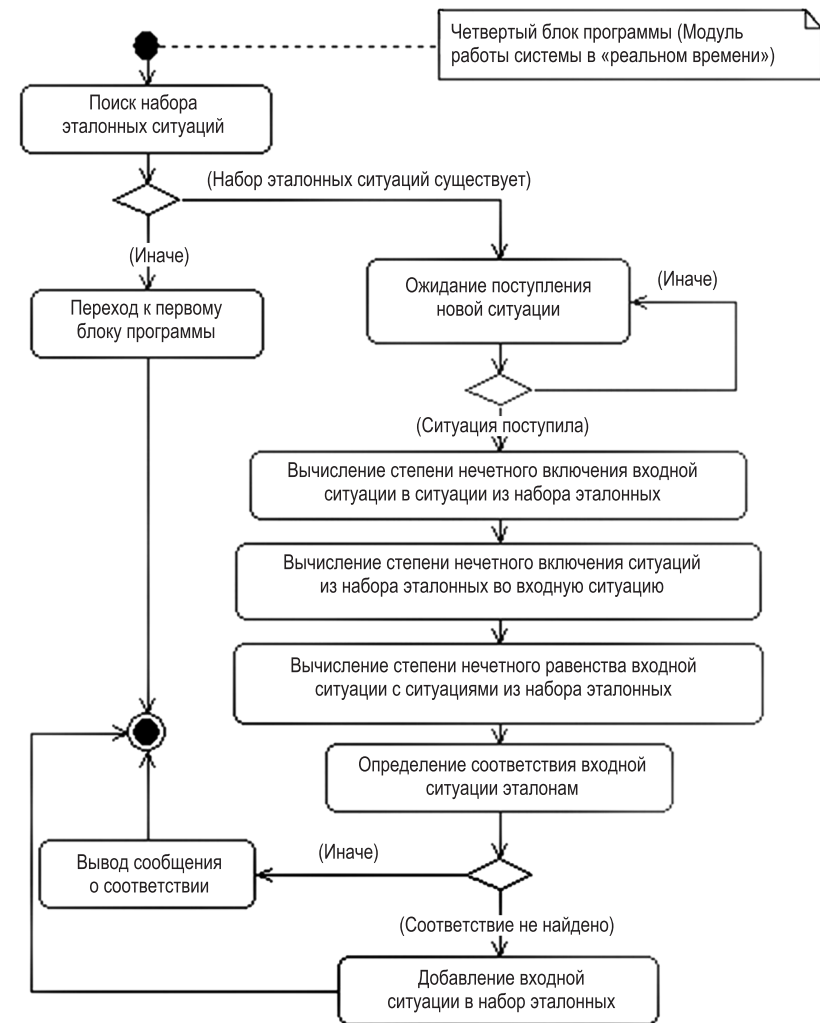 Четвертый блок программы (Модуль
работы системы в «реальном времени»)
Поиск набора
эталонных ситуаций
(Набор эталонных ситуаций существует)
(Иначе)
Переход к первому
блоку программы
Ожидание поступления
новой ситуации
(Иначе)
(Ситуация поступила)
Вычисление степени нечетного включения входной
ситуации в ситуации из набора эталонных
Вычисление степени нечетного включения ситуаций
из набора эталонных во входную ситуацию
Вычисление степени нечетного равенства входной
ситуации с ситуациями из набора эталонных
Определение соответствия входной
ситуации эталонам
(Иначе)
Вывод сообщения
о соответствии
(Соответствие не найдено)
Добавление входной
ситуации в набор эталонных